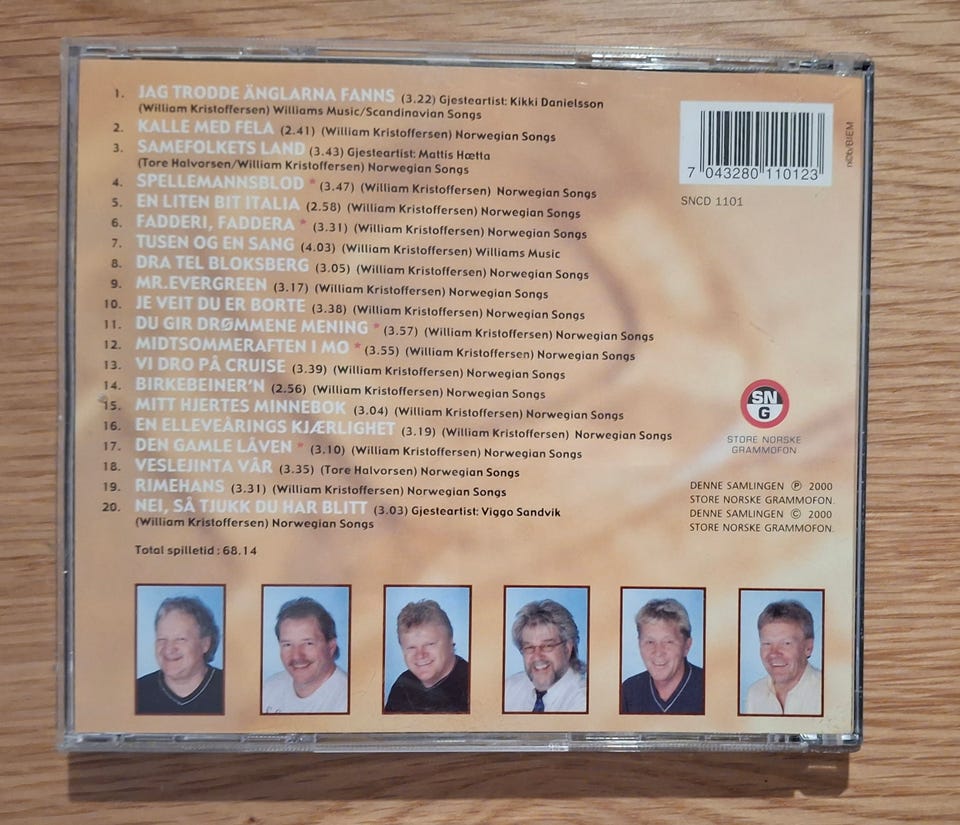 1. JAG TRODDE ÄNGLARNA FANNS (3.22) Gjesteartist: Kikki Danielsson
(William Kristoffersen) Williams Music/Scandinavian Songs
2. KALLE MED FELA (2.41) (William Kristoffersen) Norwegian Songs
3. SAMEFOLKETS LAND (3.43) Gjesteartist: Mattis Hætta
(Tore Halvorsen/William Kristoffersen) Norwegian Songs
4. SPELLEMANNSBLOD * (3.47) (William Kristoffersen) Norwegian Songs
5. EN LITEN BIT ITALIA (2.58) (William Kristoffersen) Norwegian Songs
6. FADDERI, FADDERA * (3.31) (William Kristoffersen) Norwegian Songs
7. TUSEN OG EN SANG (4.03) (William Kristoffersen) Williams Music
8. DRA TEL BLOKSBERG (3.05) (William Kristoffersen) Norwegian Songs
9. MR.EVERGREEN (3.17) (William Kristoffersen) Norwegian Songs
10. JE VEIT DU ER BORTE (3.38) (William Kristoffersen) Norwegian Songs
11. DU GIR DRØMMENE MENING * (3.57) (William Kristoffersen) Norwegian Songs
12. MIDTSOMMERAFTEN I MO * (3.55) (William Kristoffersen) Norwegian Songs
13. VI DRO PÅ CRUISE (3.39) (William Kristoffersen) Norwegian Songs
14. BIRKEBEINER'N (2.56) (William Kristoffersen) Norwegian Songs
15. MITT HJERTES MINNEBOK (3.04) (William Kristoffersen) Norwegian Songs
16. EN ELLEVEÅRINGS KJÆRLIGHET (3.19) (William Kristoffersen) Norwegian Songs
17. DEN GAMLE LÅVEN * (3.10) (William Kristoffersen) Norwegian Songs
18. VESLEJINTA VÅR (3.35) (Tore Halvorsen) Norwegian Songs
19. RIMEHANS (3.31) (William Kristoffersen) Norwegian Songs
20. NEI, SÅ TJUKK DU HAR BLITT (3.03) Gjesteartist: Viggo Sandvik
(William Kristoffersen) Norwegian Songs
Total spilletid : 68.14
7 043280 110123
n©b/BIEM
SNCD 1101
SN
G
STORE NORSKE
GRAMMOFON
DENNE SAMLINGEN ℗ 2000
STORE NORSKE GRAMMOFON.
DENNE SAMLINGEN © 2000
STORE NORSKE GRAMMOFON.